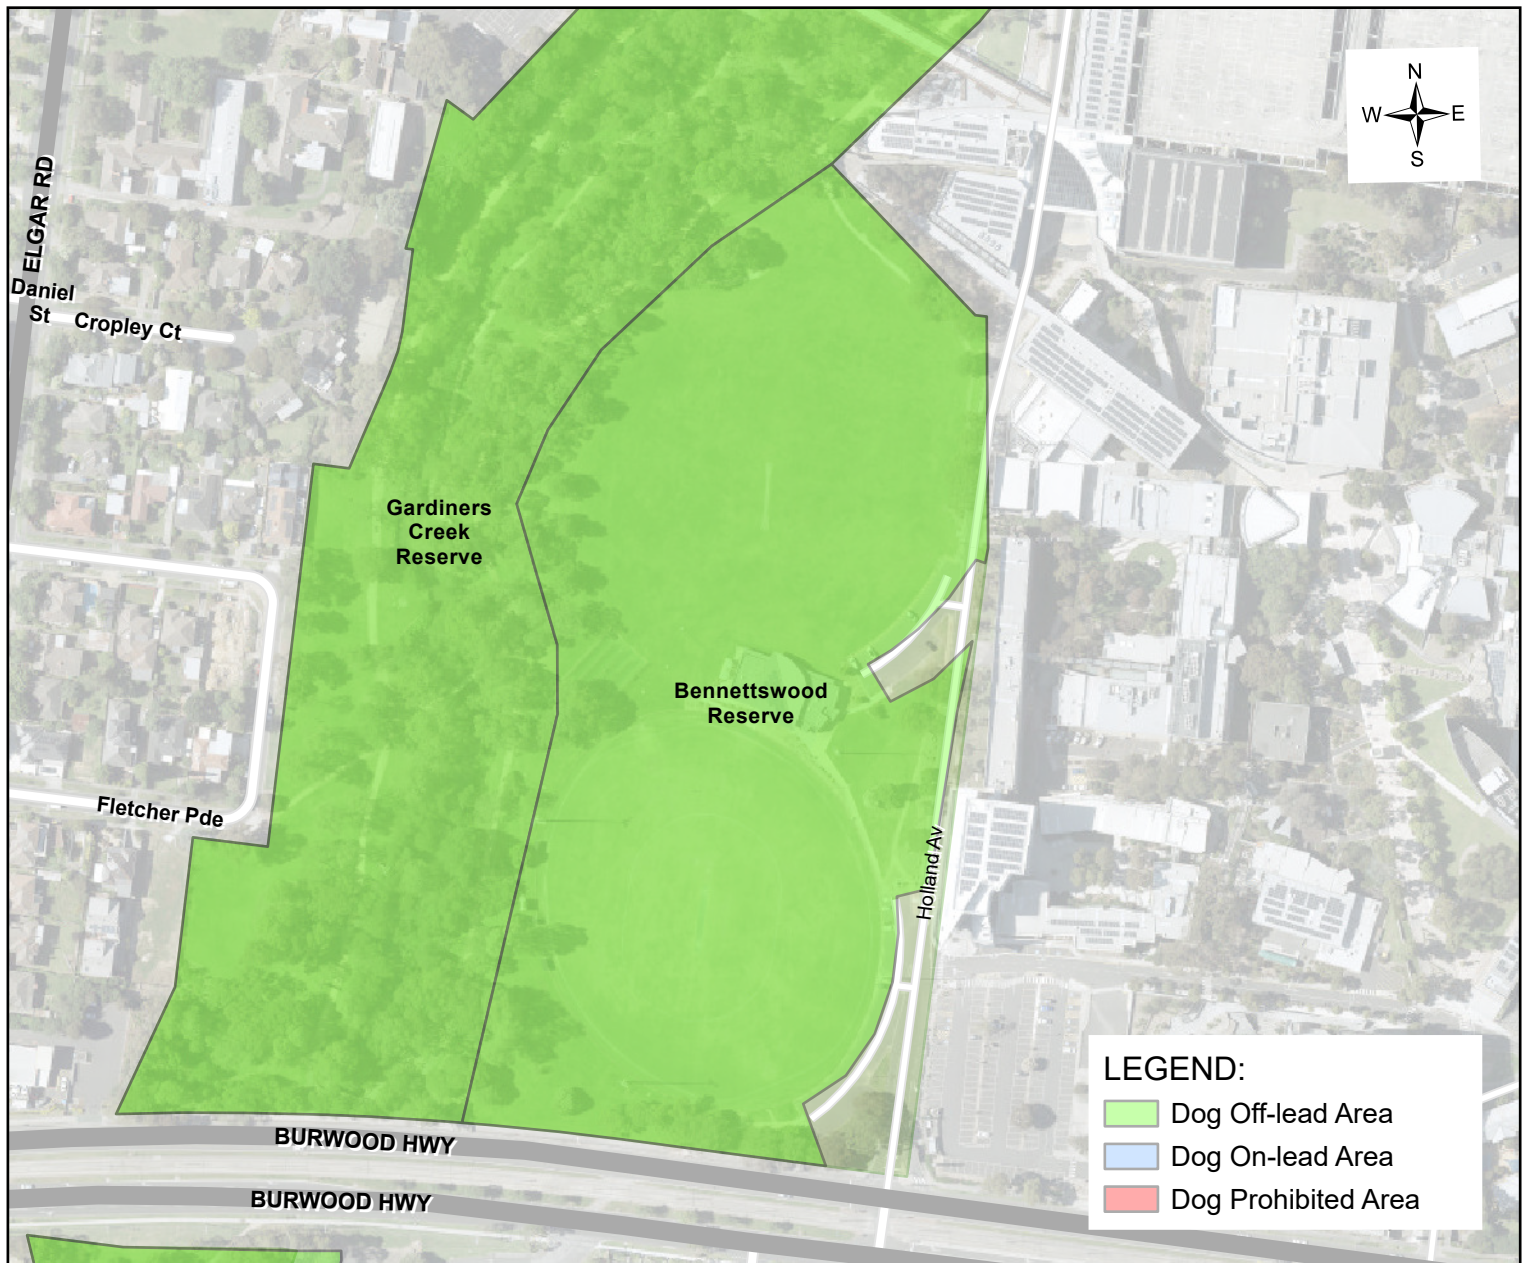 N
W E
S
ELGAR RD
Daniel
St
Cropley Ct
Gardiners
Creek
Reserve
Bennettswood
Reserve
Fletcher Pde
Holland Av
BURWOOD HWY
BURWOOD HWY
LEGEND:
Dog Off-lead Area
Dog On-lead Area
Dog Prohibited Area